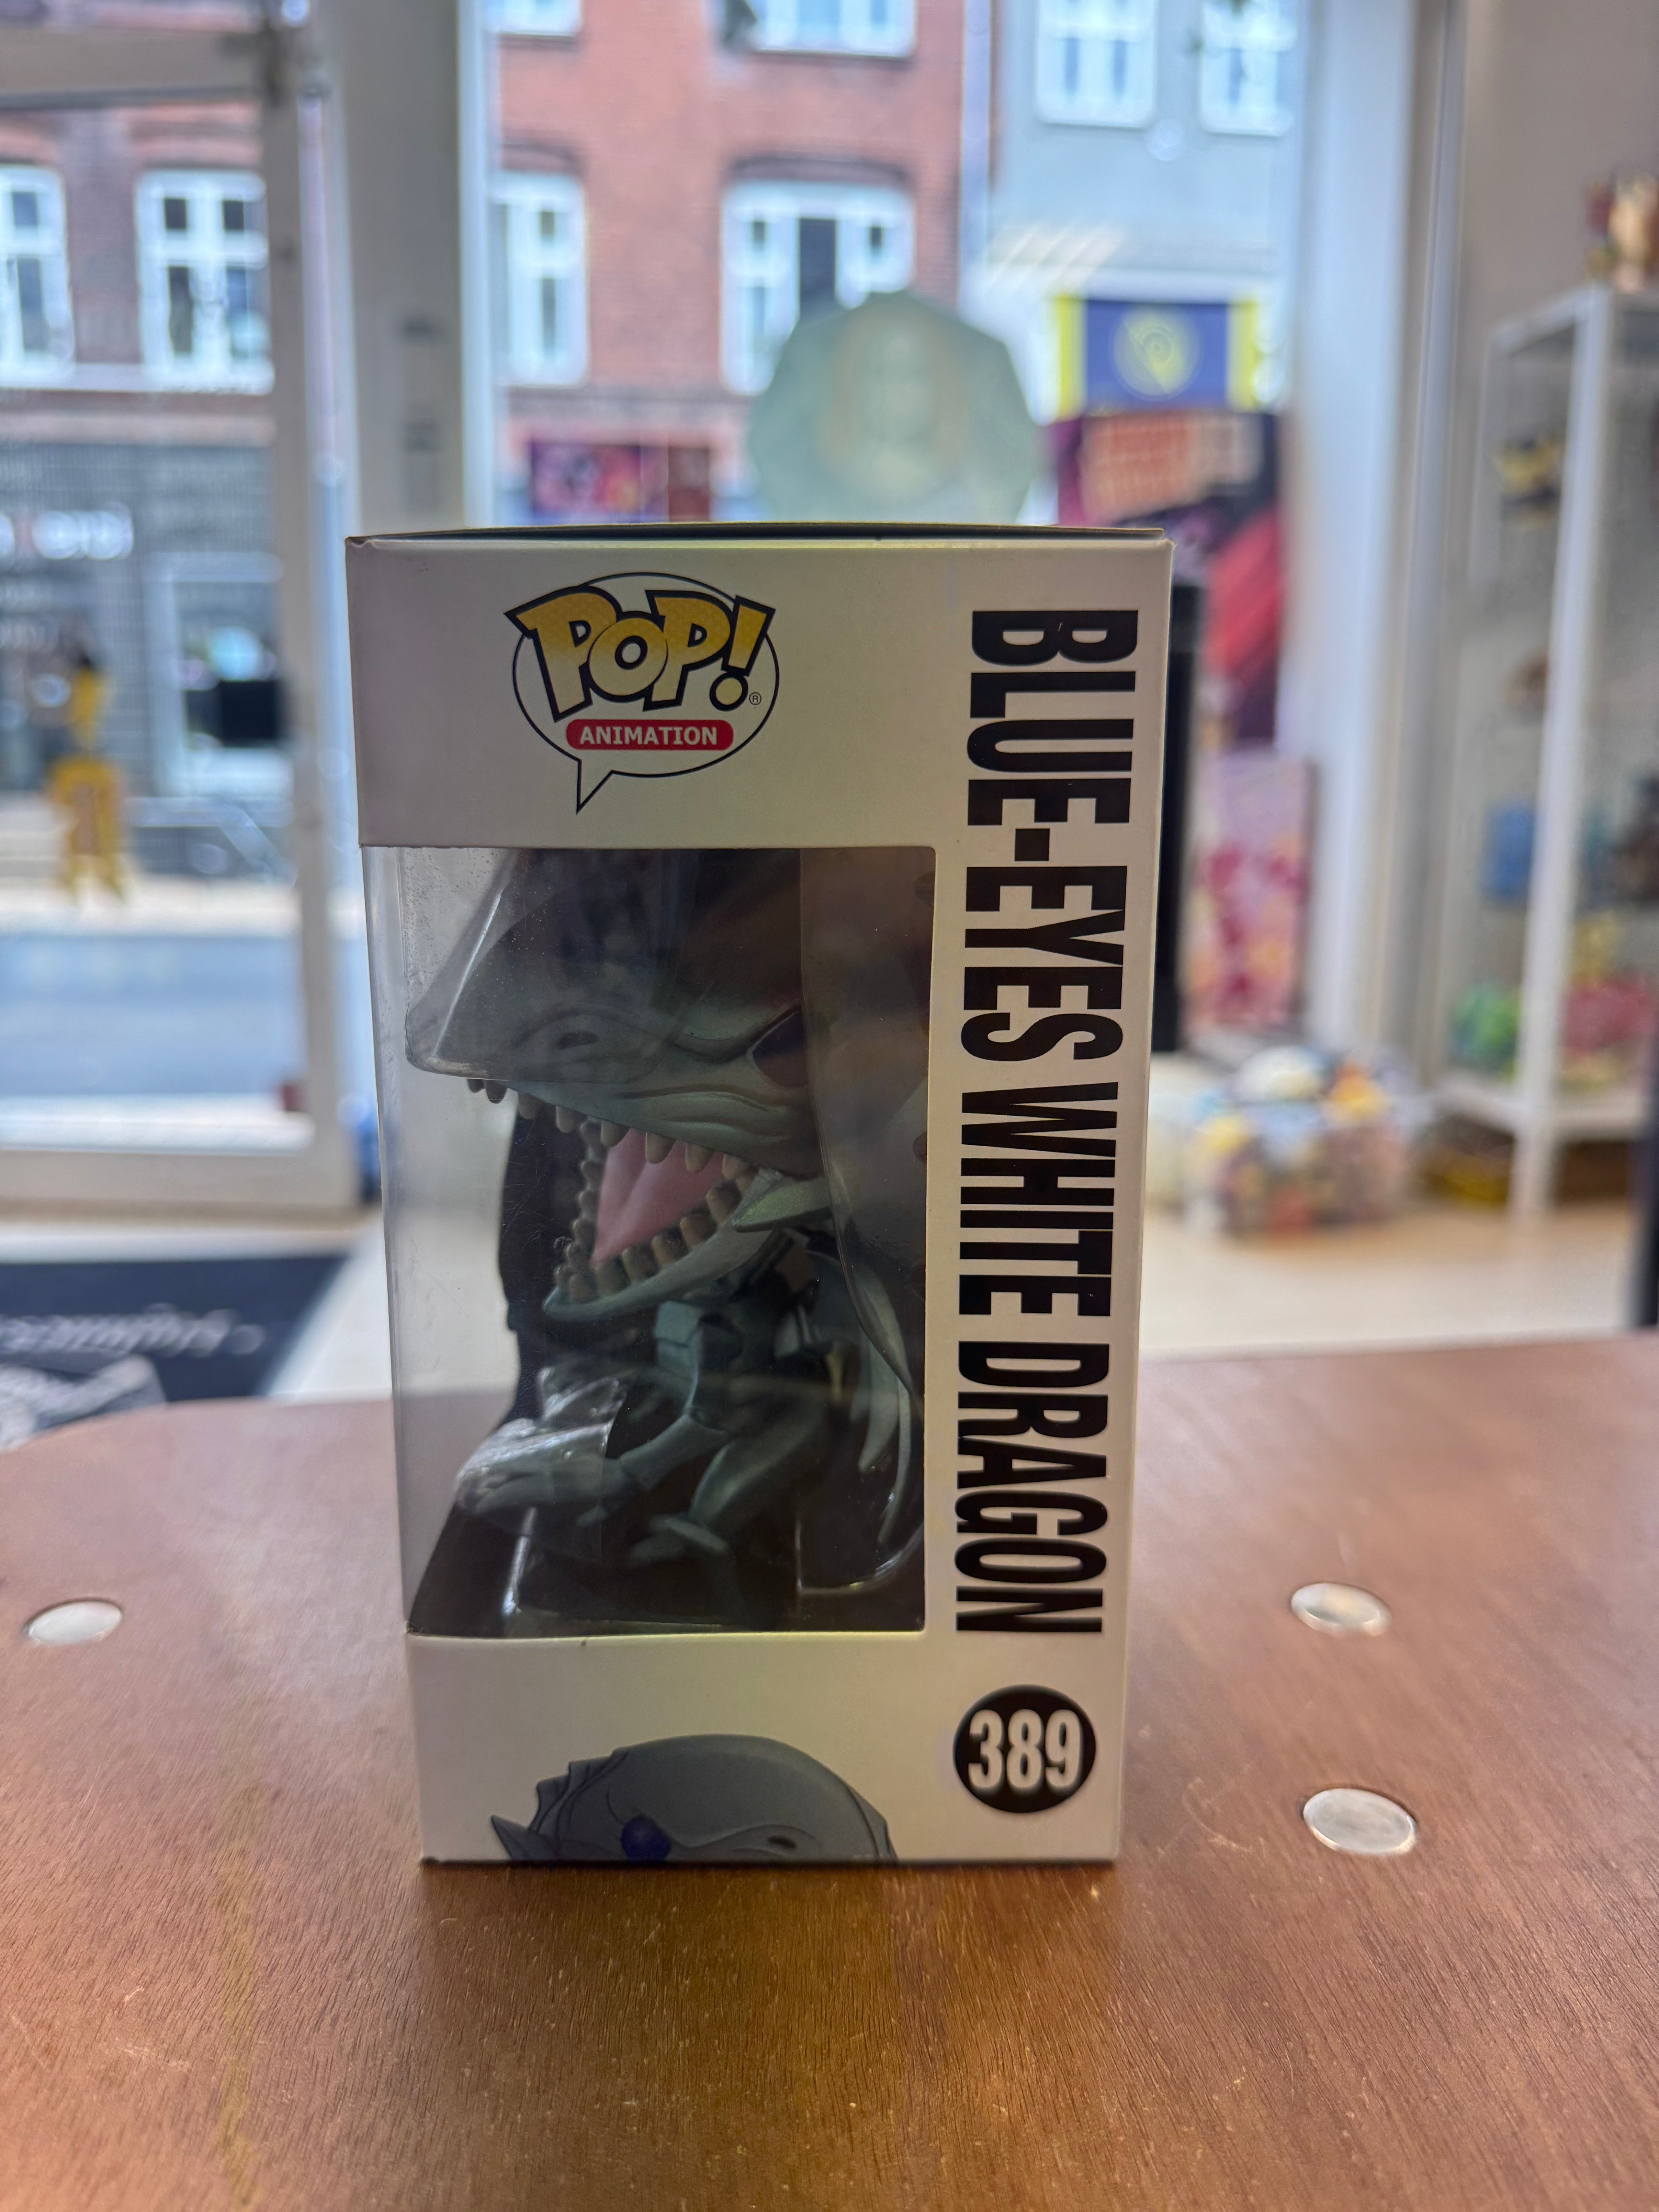 POP!®
ANIMATION
BLUE-EYES WHITE DRAGON
389